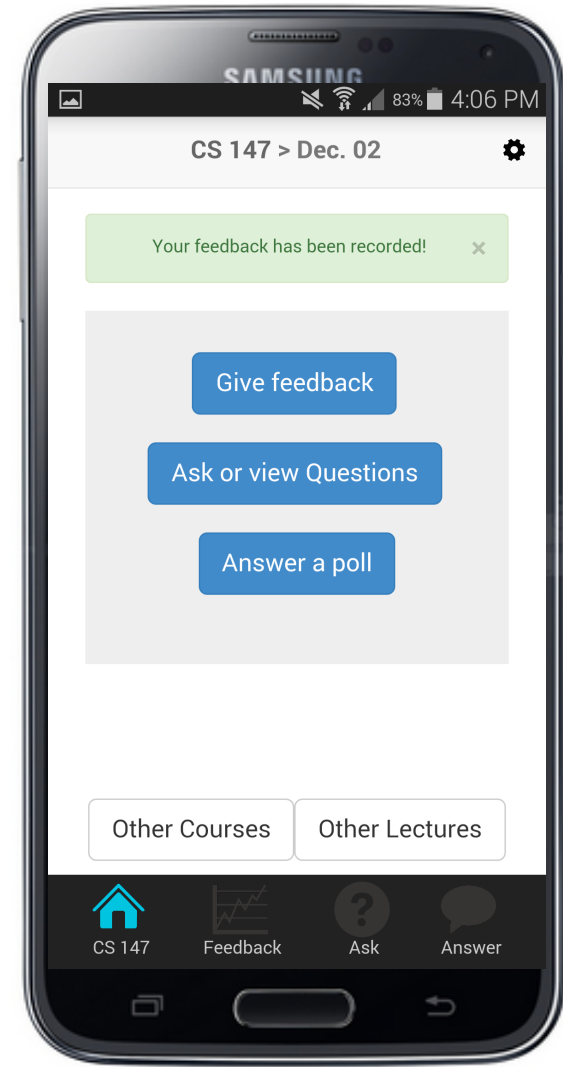 SAMSUNG
83% 4:06 PM
CS 147 > Dec. 02
Your feedback has been recorded! ×
Give feedback
Ask or view Questions
Answer a poll
Other Courses Other Lectures
?
CS 147 Feedback Ask Answer